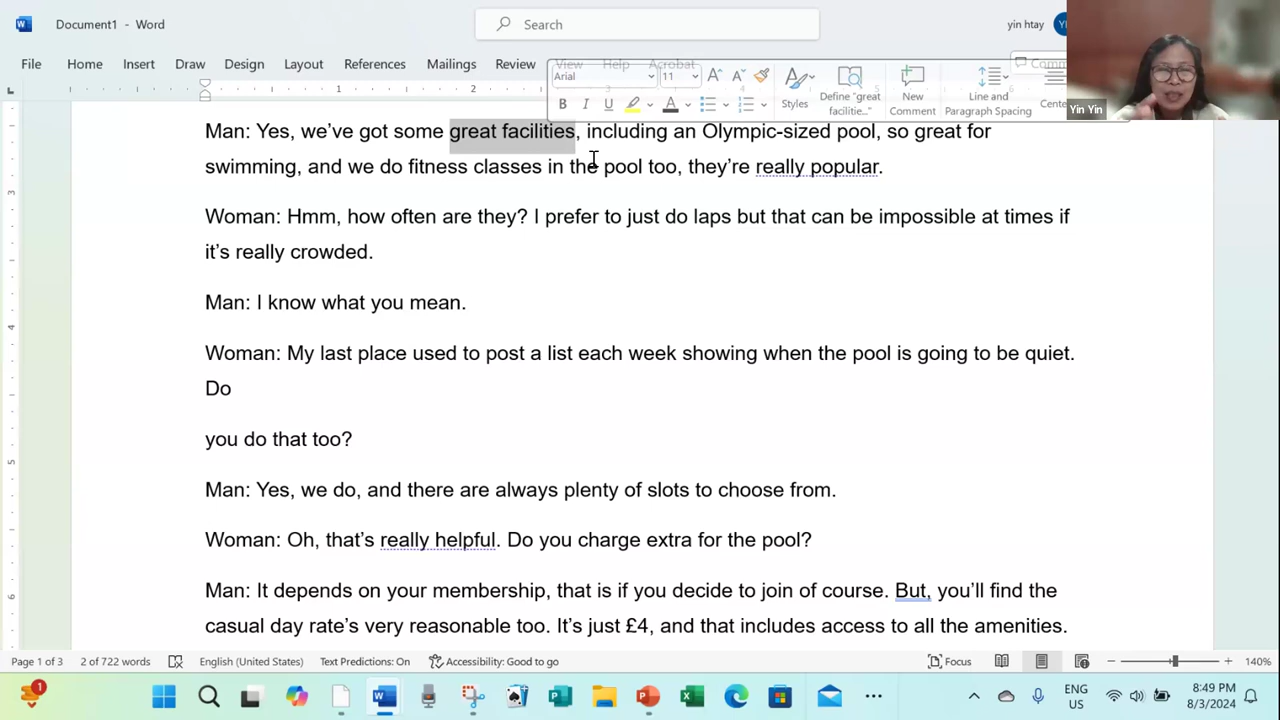 Document1 - Word
Search
yin htay
File Home Insert Draw Design Layout References Mailings Review View Help Acrobat
Arial 11
Styles
Define "great facilitie...
New Comment
Line and Paragraph Spacing
Yin Yin
Man: Yes, we've got some great facilities, including an Olympic-sized pool, so great for
swimming, and we do fitness classes in the pool too, they're really popular.
Woman: Hmm, how often are they? I prefer to just do laps but that can be impossible at times if
it's really crowded.
Man: I know what you mean.
Woman: My last place used to post a list each week showing when the pool is going to be quiet.
Do
you do that too?
Man: Yes, we do, and there are always plenty of slots to choose from.
Woman: Oh, that's really helpful. Do you charge extra for the pool?
Man: It depends on your membership, that is if you decide to join of course. But, you'll find the
casual day rate's very reasonable too. It's just £4, and that includes access to all the amenities.
Page 1 of 3 2 of 722 words English (United States) Text Predictions: On Accessibility: Good to go Focus 140%
1 ENG 8:49 PM
US 8/3/2024